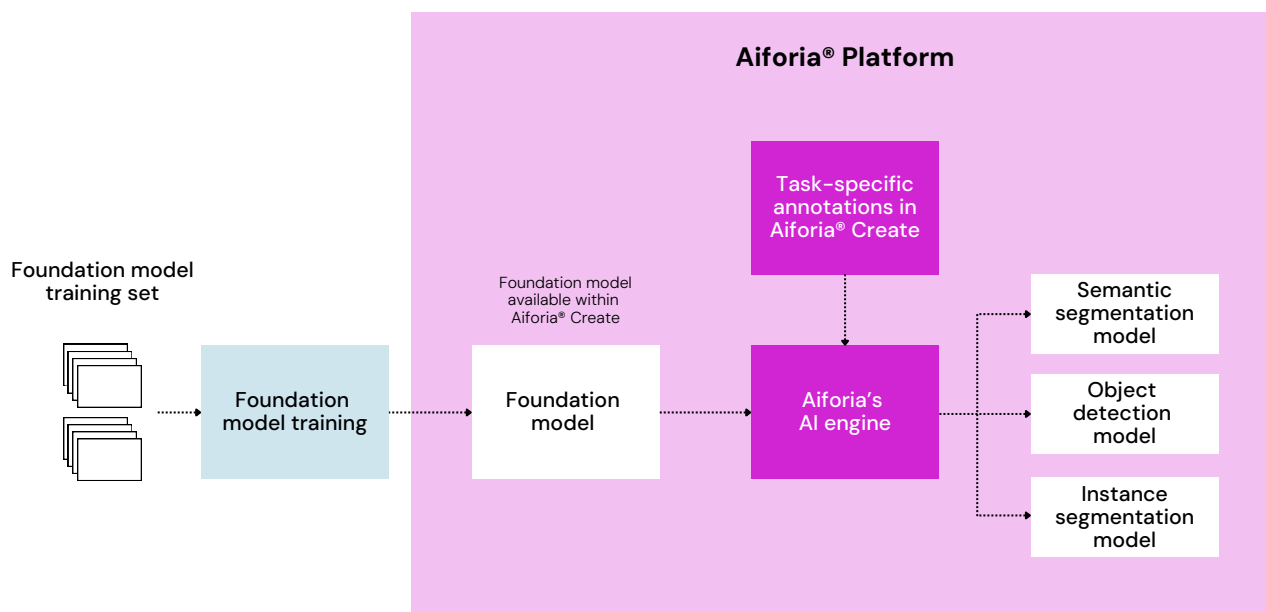 Aiforia® Platform
Task-specific
annotations in
Aiforia® Create
Foundation model
training set
Foundation model
available within
Aiforia® Create
Foundation
model training
Foundation
model
Aiforia's
AI engine
Semantic
segmentation
model
Object
detection
model
Instance
segmentation
model